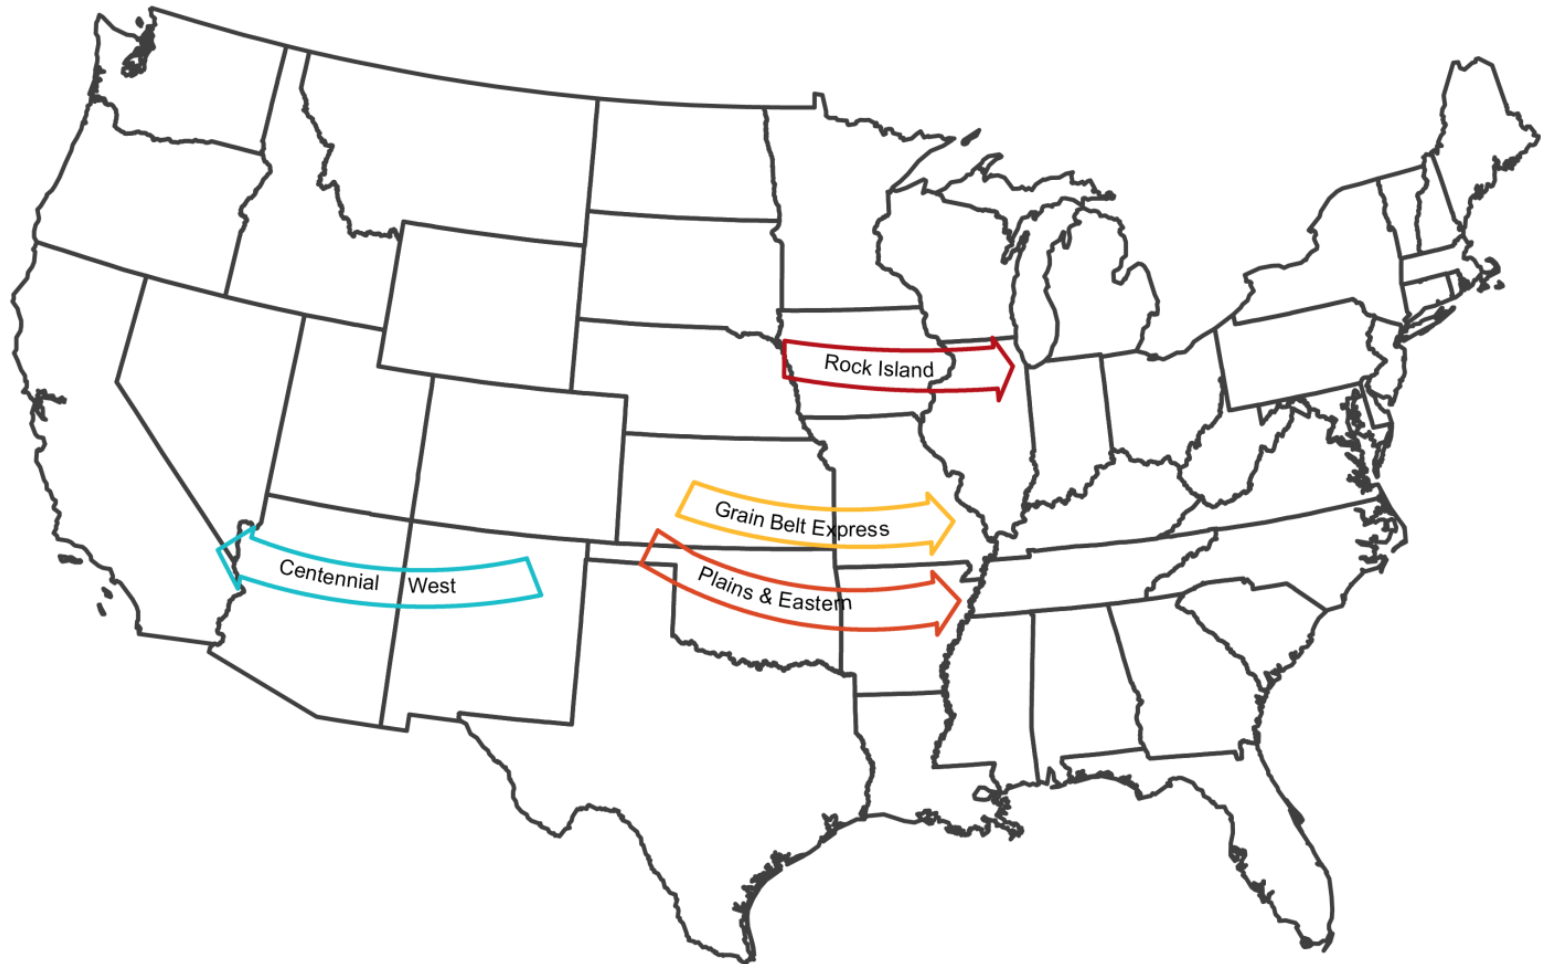 Rock Island
Grain Belt Express
Centennial West
Plains & Eastern